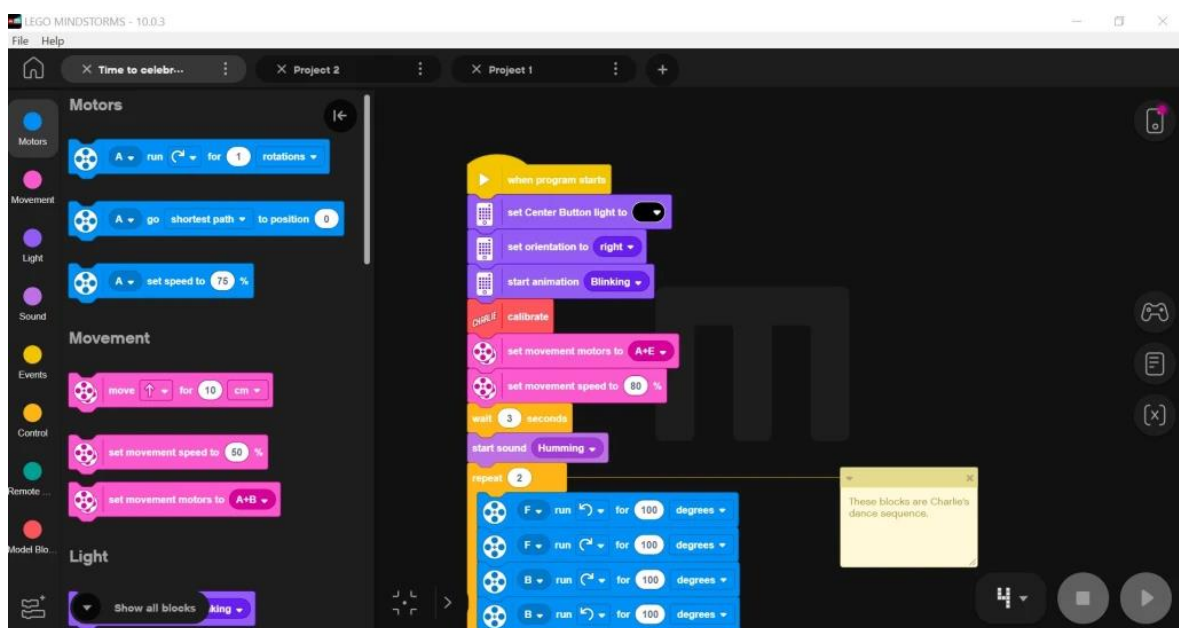 LEGO MINDSTORMS - 10.0.3
File Help
Time to celebr... Project 2 Project 1
Motors
Motors
A run for 1 rotations
Movement
A go shortest path to position 0
Light
A set speed to 75 %
Sound
Movement
Events
move for 10 cm
Control
set movement speed to 50 %
Remote ...
set movement motors to A+B
Model Blo...
Light
Show all blocks king
when program starts
set Center Button light to
set orientation to right
start animation Blinking
CHARLIE calibrate
set movement motors to A+E
set movement speed to 80 %
wait 3 seconds
start sound Humming
repeat 2
F run for 100 degrees
F run for 100 degrees
B run for 100 degrees
B run for 100 degrees
These blocks are Charlie's
dance sequence.